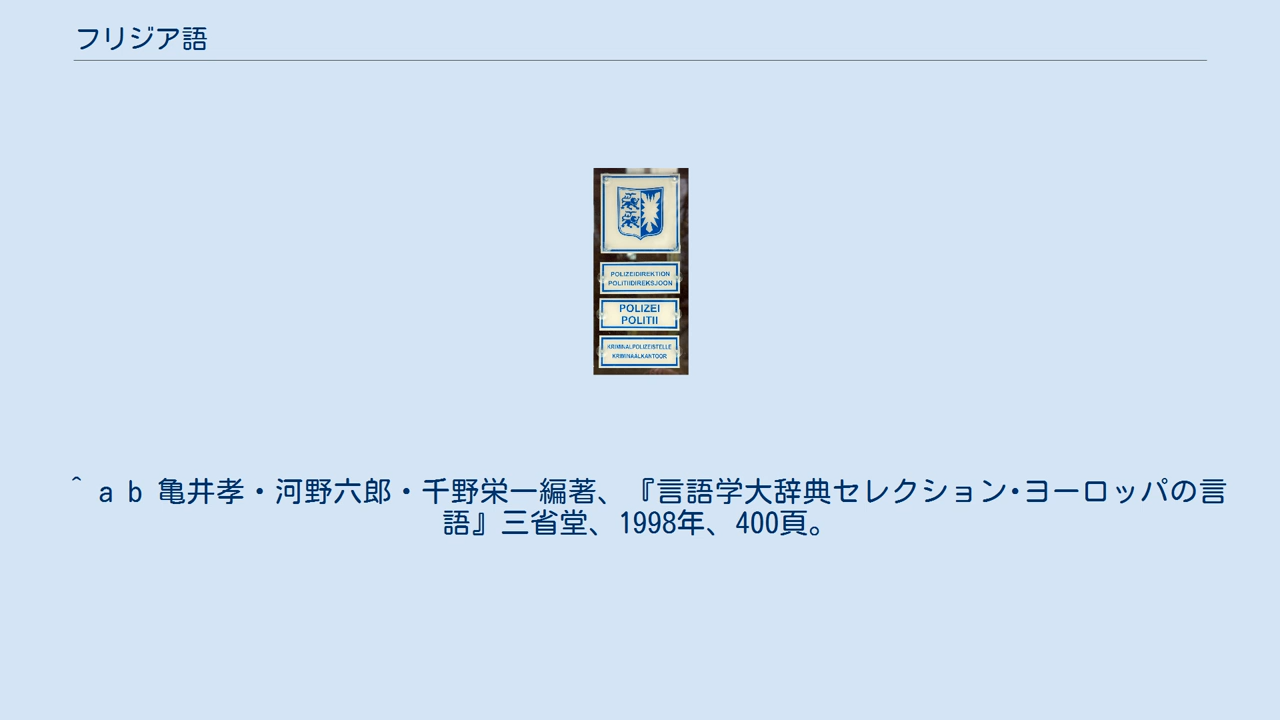 フリジア語
POLIZEIDIREKTION
POLITIIDIREKSJOON
POLIZEI
POLITII
KRIMINALPOLIZEISTELLE
KRIMINAALKANTOOR
^ a b 亀井孝・河野六郎・千野栄一編著、『言語学大辞典セレクション･ヨーロッパの言
語』三省堂、1998年、400頁。